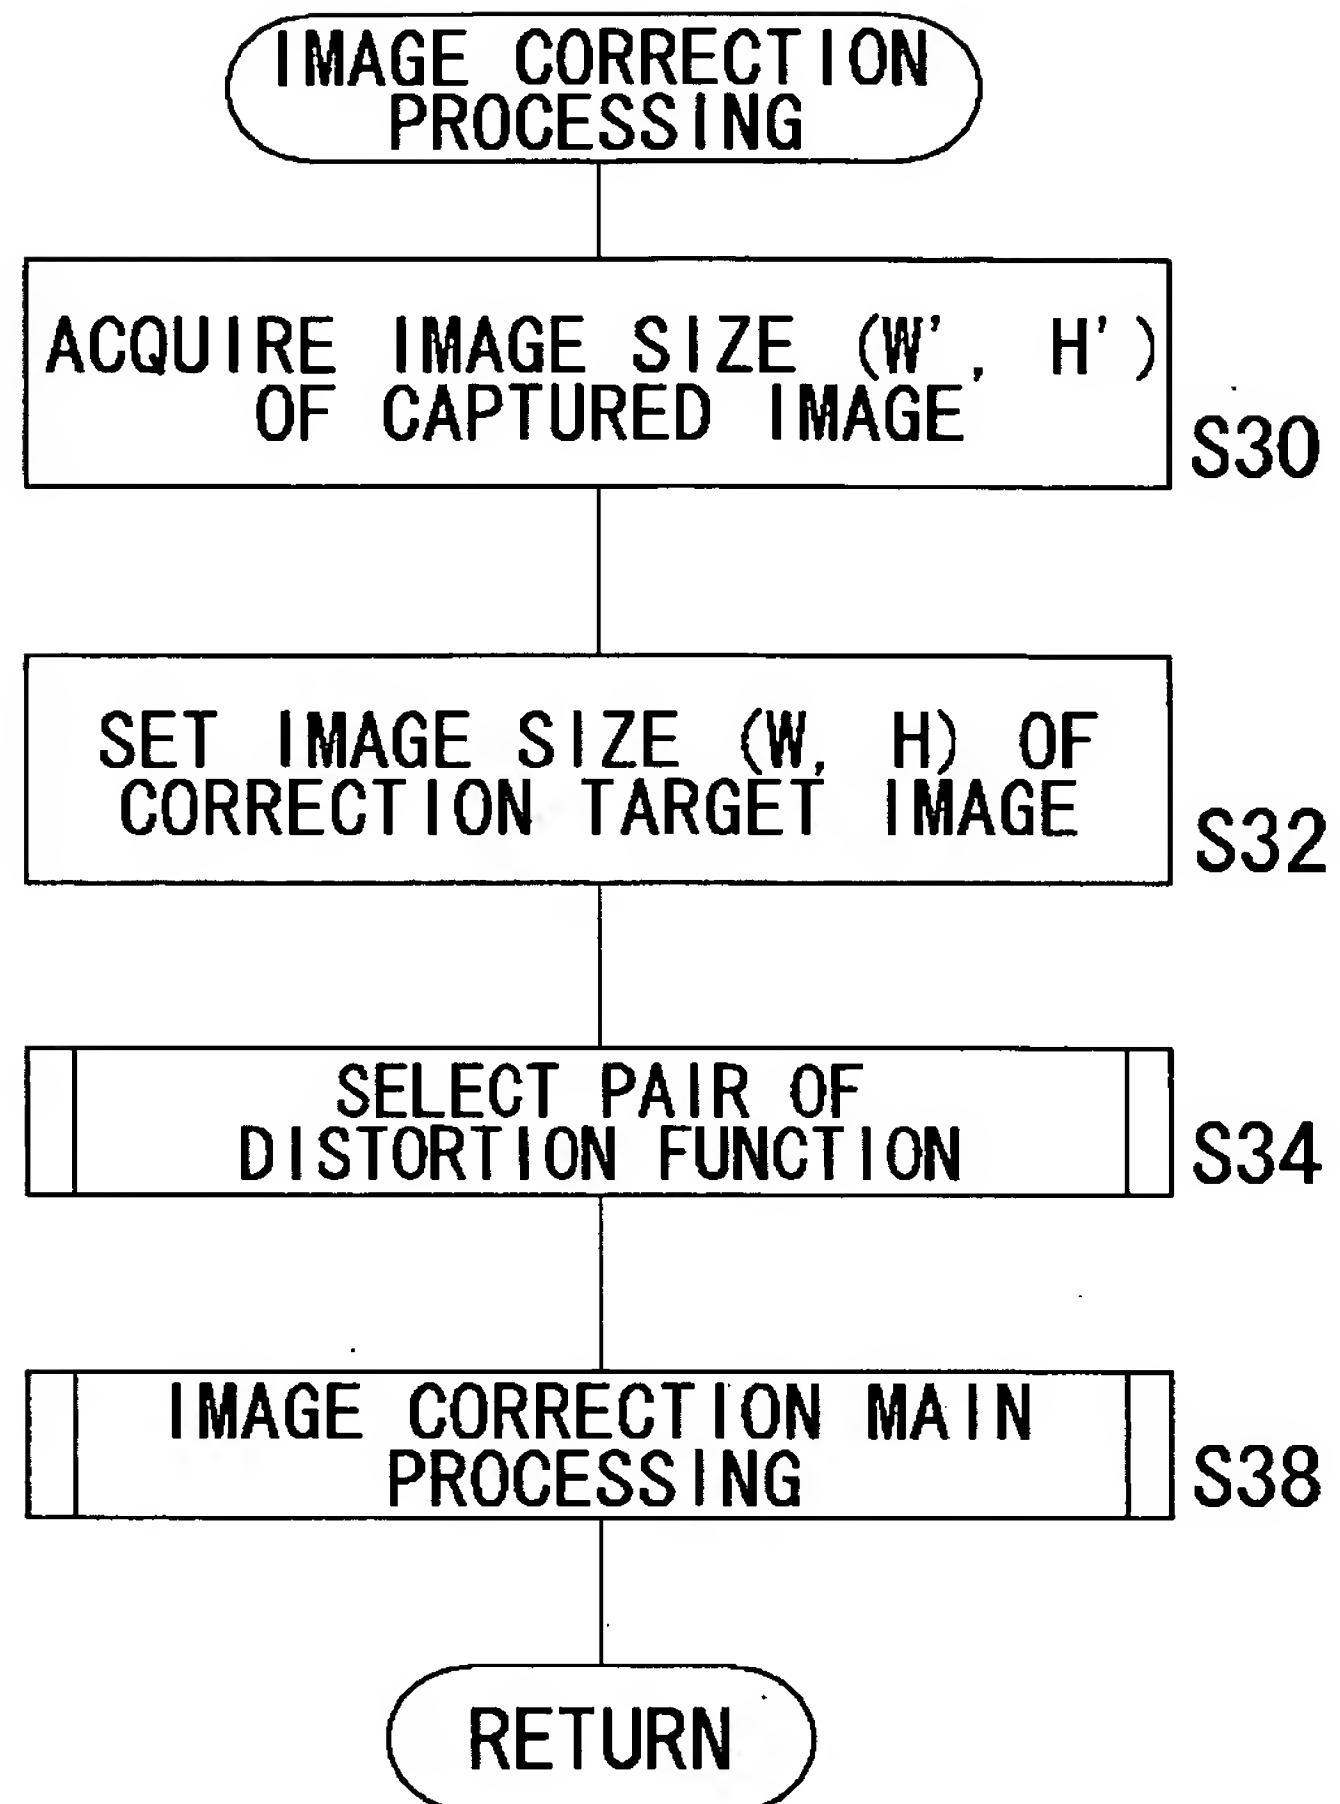 IMAGE CORRECTION
PROCESSING
ACQUIRE IMAGE SIZE (W', H')
OF CAPTURED IMAGE
S30
SET IMAGE SIZE (W, H) OF
CORRECTION TARGET IMAGE
S32
SELECT PAIR OF
DISTORTION FUNCTION
S34
IMAGE CORRECTION MAIN
PROCESSING
S38
RETURN